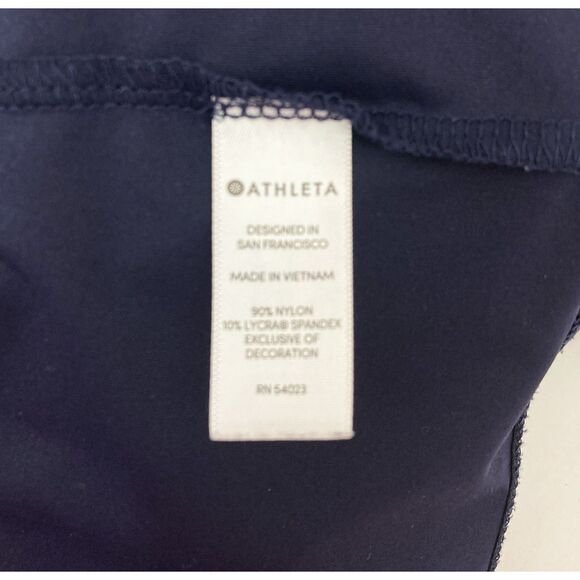 ATHLETA
DESIGNED IN
SAN FRANCISCO
MADE IN VIETNAM
90% NYLON
10% LYCRA® SPANDEX
EXCLUSIVE OF
DECORATION
RN 54023